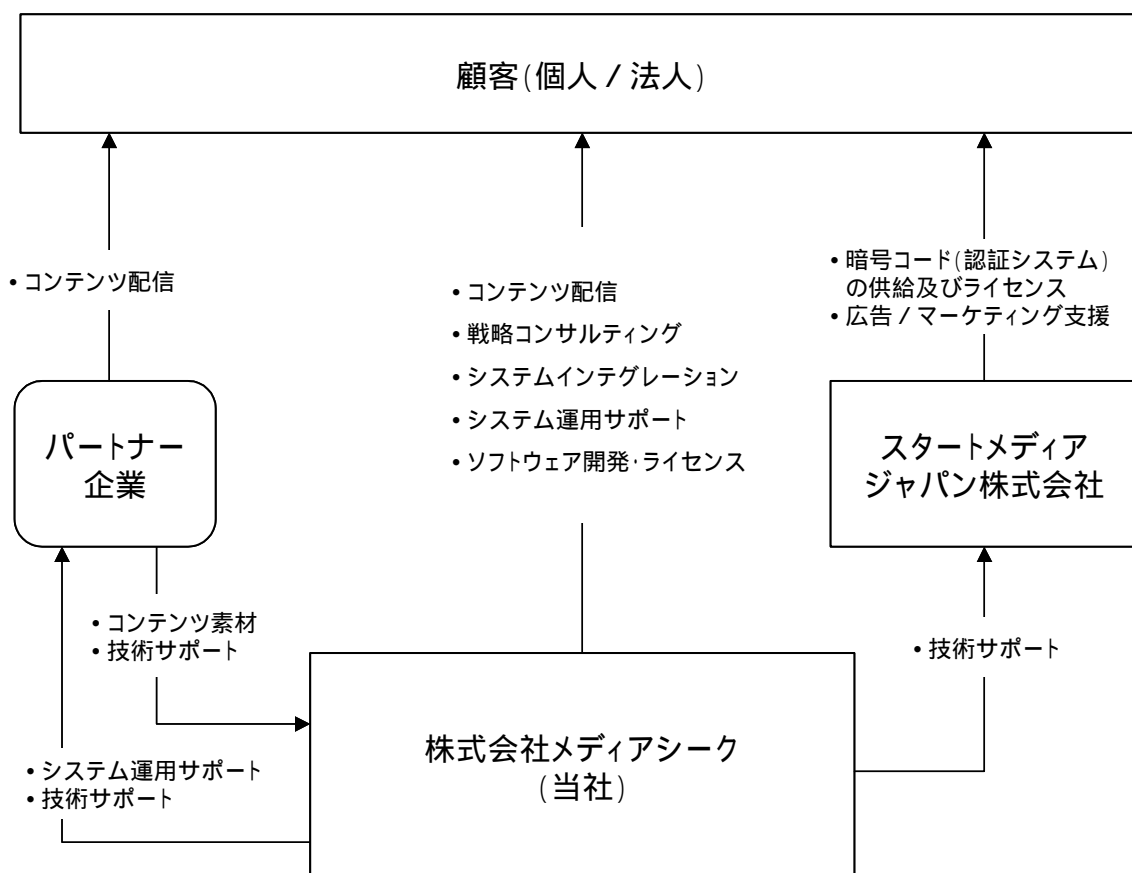 顧客(個人／法人)
• コンテンツ配信
• コンテンツ配信
• 戦略コンサルティング
• システムインテグレーション
• システム運用サポート
• ソフトウェア開発・ライセンス
• 暗号コード(認証システム)
の供給及びライセンス
• 広告／マーケティング支援
パートナー
企業
スタートメディア
ジャパン株式会社
• コンテンツ素材
• 技術サポート
• 技術サポート
株式会社メディアシーク
(当社)
• システム運用サポート
• 技術サポート